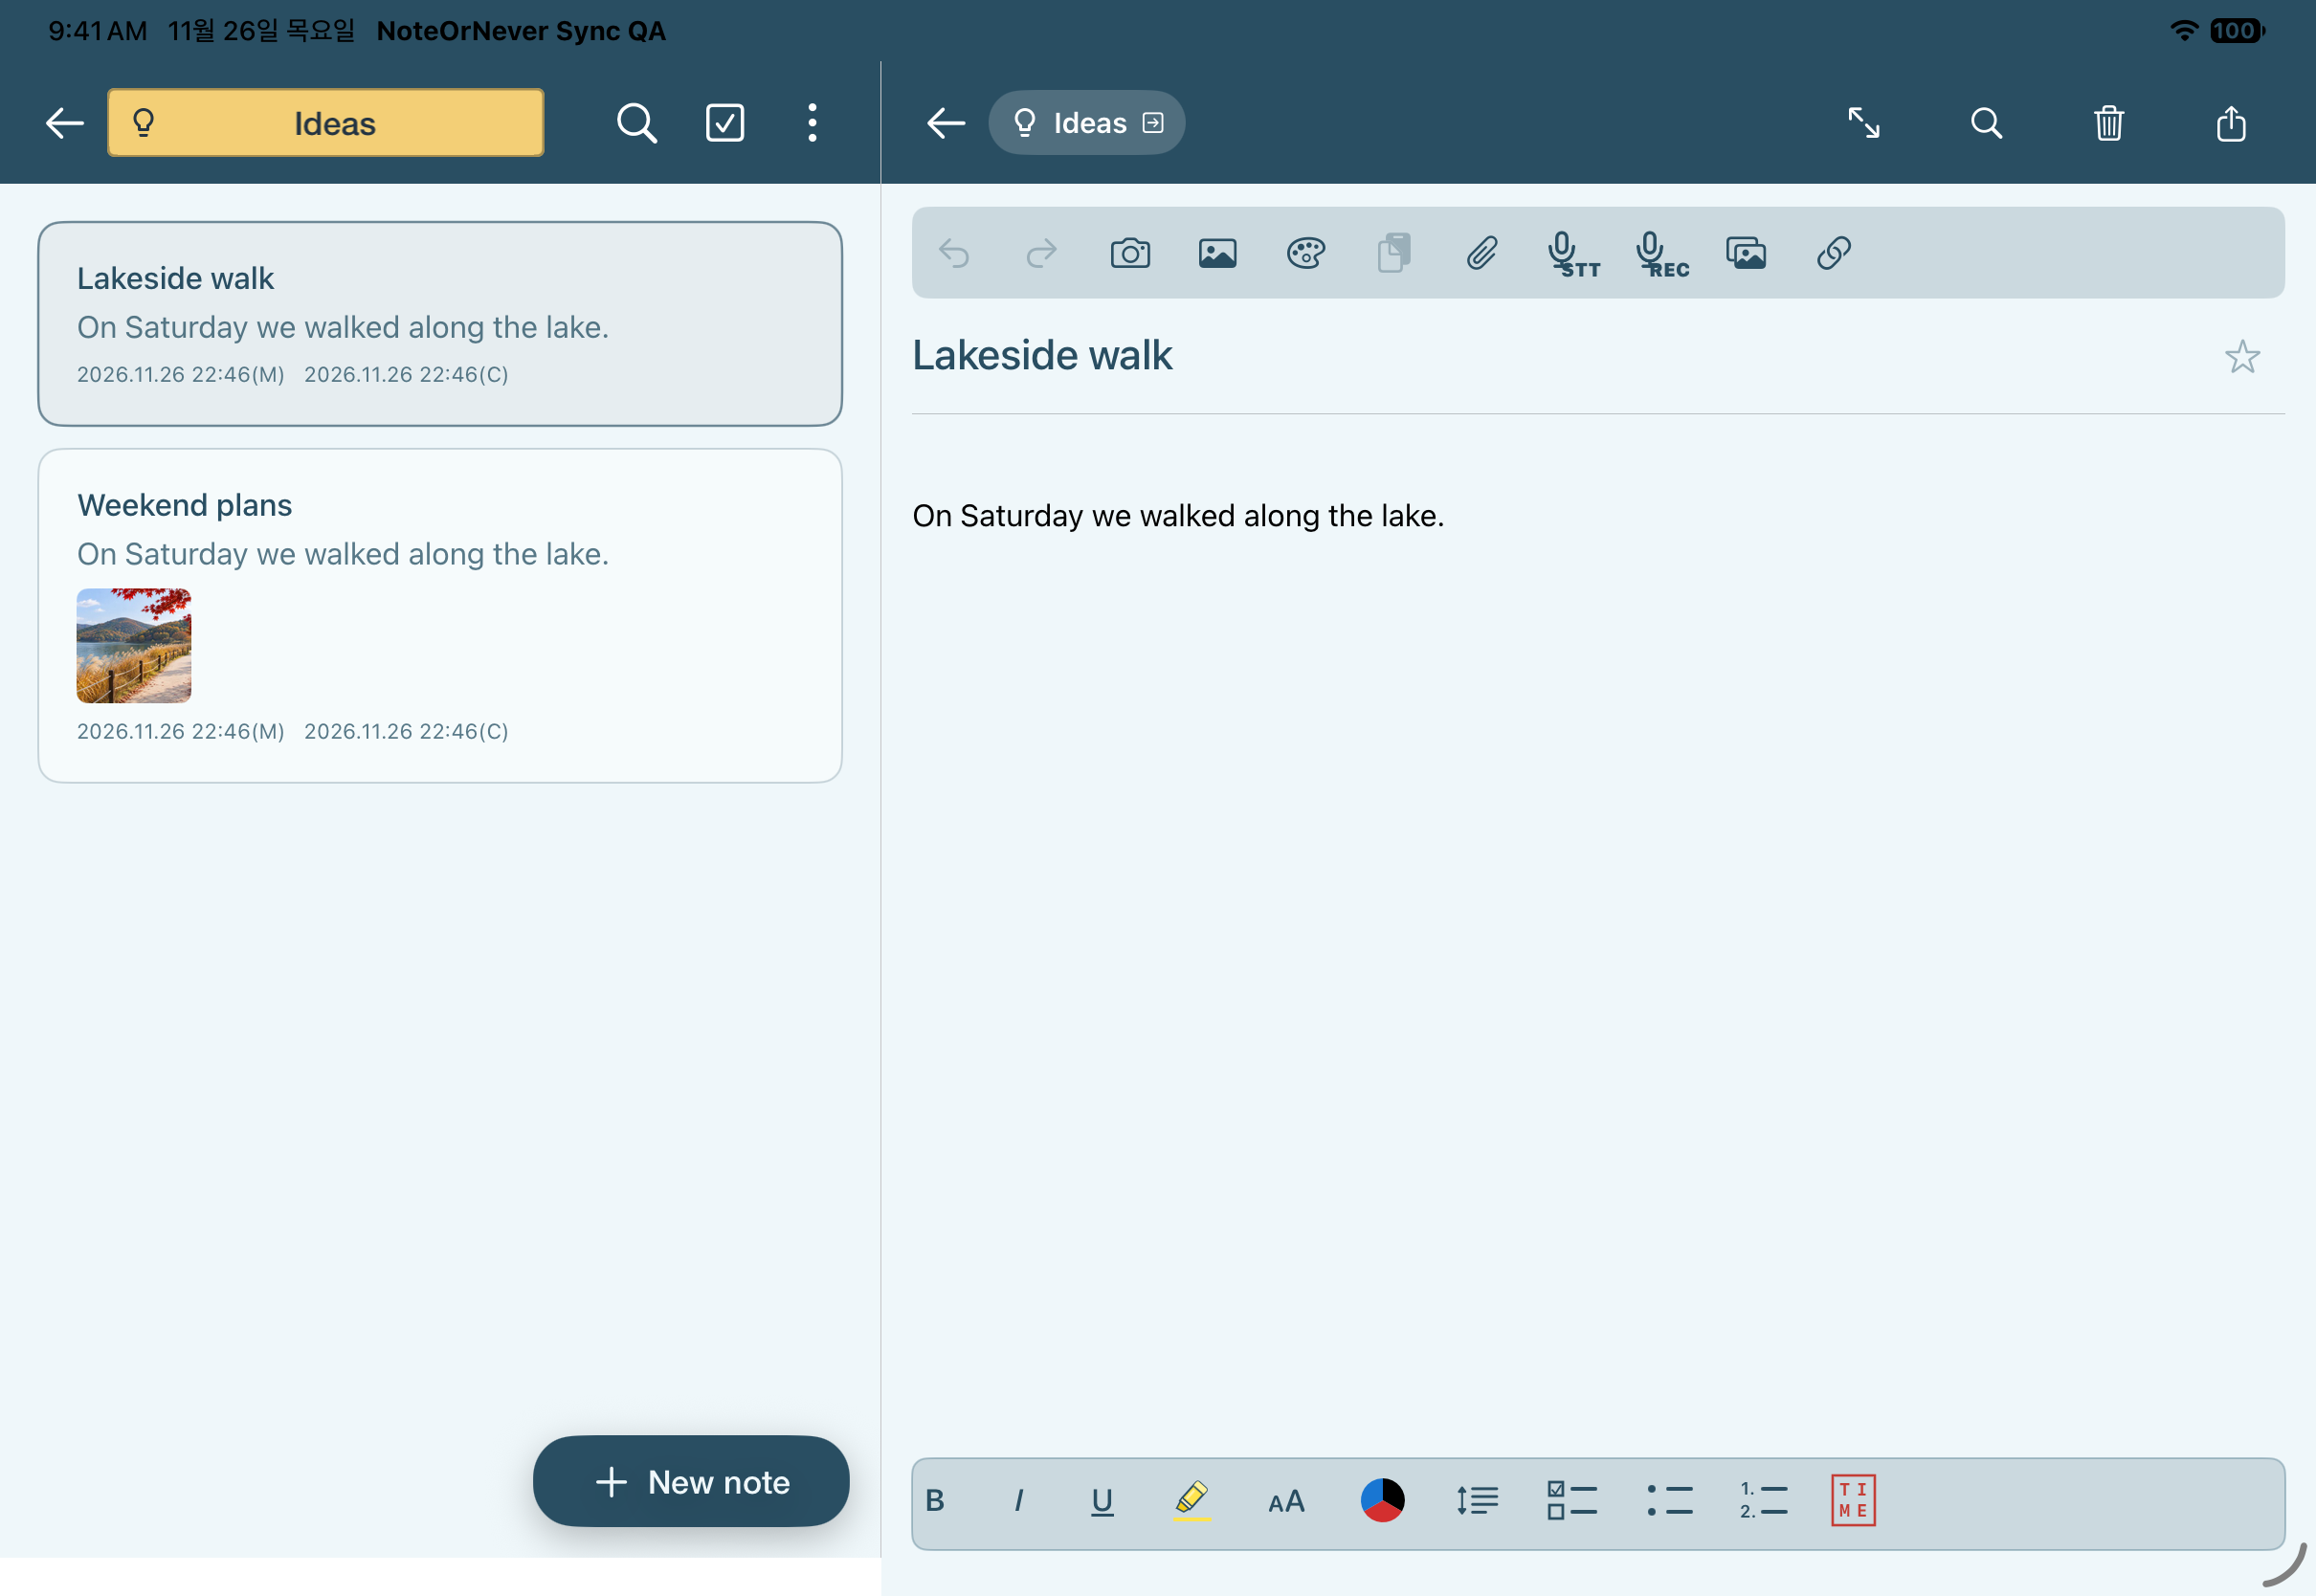 9:41 AM 11월 26일 목요일 NoteOrNever Sync QA
100
Ideas
Lakeside walk
On Saturday we walked along the lake.
2026.11.26 22:46(M) 2026.11.26 22:46(C)
Weekend plans
On Saturday we walked along the lake.
2026.11.26 22:46(M) 2026.11.26 22:46(C)
New note
Ideas
STT
REC
Lakeside walk
On Saturday we walked along the lake.
B I U AA
1.
2.
TI
ME